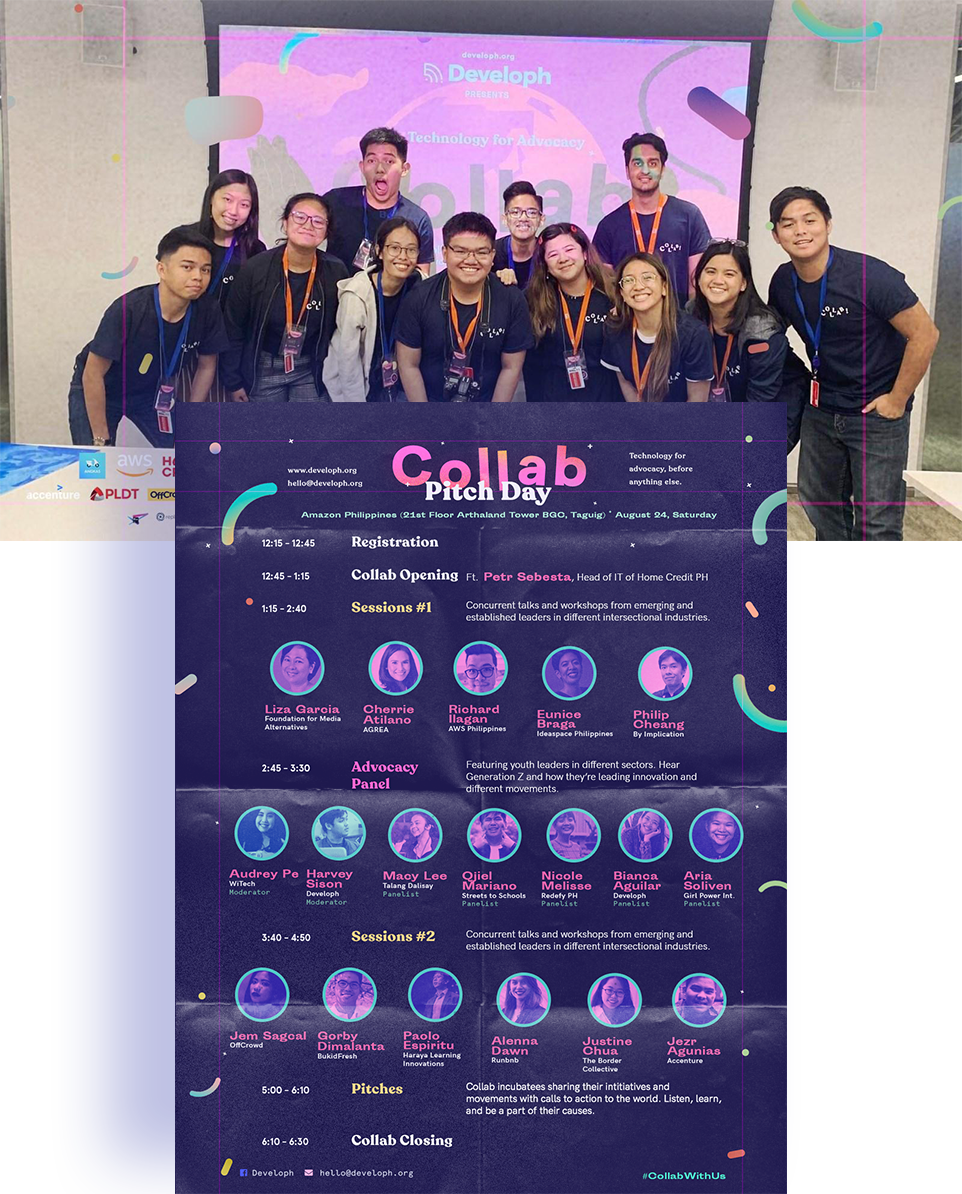 developh.org
Developh
PRESENTS
Technology for Advocacy
Collab
COLLAB!
aws
accenture
PLDT
OffCro
www.developh.org
hello@developh.org
Collab
Pitch Day
Technology for
advocacy, before
anything else.
Amazon Philippines (21st Floor Arthaland Tower BGC, Taguig) * August 24, Saturday
12:15 – 12:45 Registration
12:45 – 1:15 Collab Opening Ft. Petr Sebesta, Head of IT of Home Credit PH
1:15 – 2:40 Sessions #1 Concurrent talks and workshops from emerging and
established leaders in different intersectional industries.
Liza Garcia
Foundation for Media
Alternatives
Cherrie
Atilano
AGREA
Richard
Ilagan
AWS Philippines
Eunice
Braga
Ideaspace Philippines
Philip
Cheang
By Implication
2:45 – 3:30 Advocacy
Panel
Featuring youth leaders in different sectors. Hear
Generation Z and how they're leading innovation and
different movements.
Audrey Pe
WiTech
Moderator
Harvey
Sison
Developh
Moderator
Macy Lee
Talang Dalisay
Panelist
Ojiel
Mariano
Streets to Schools
Panelist
Nicole
Melisse
Redefy PH
Panelist
Bianca
Aguilar
Developh
Panelist
Aria
Soliven
Girl Power Int.
Panelist
3:40 – 4:50 Sessions #2 Concurrent talks and workshops from emerging and
established leaders in different intersectional industries.
Jem Sagcal
OffCrowd
Gorby
Dimalanta
BukidFresh
Paolo
Espiritu
Haraya Learning
Innovations
Alenna
Dawn
Runbnb
Justine
Chua
The Border
Collective
Jezr
Agunias
Accenture
5:00 – 6:10 Pitches Collab incubatees sharing their intitiatives and
movements with calls to action to the world. Listen, learn,
and be a part of their causes.
6:10 – 6:30 Collab Closing
Developh hello@developh.org
#CollabWithUs